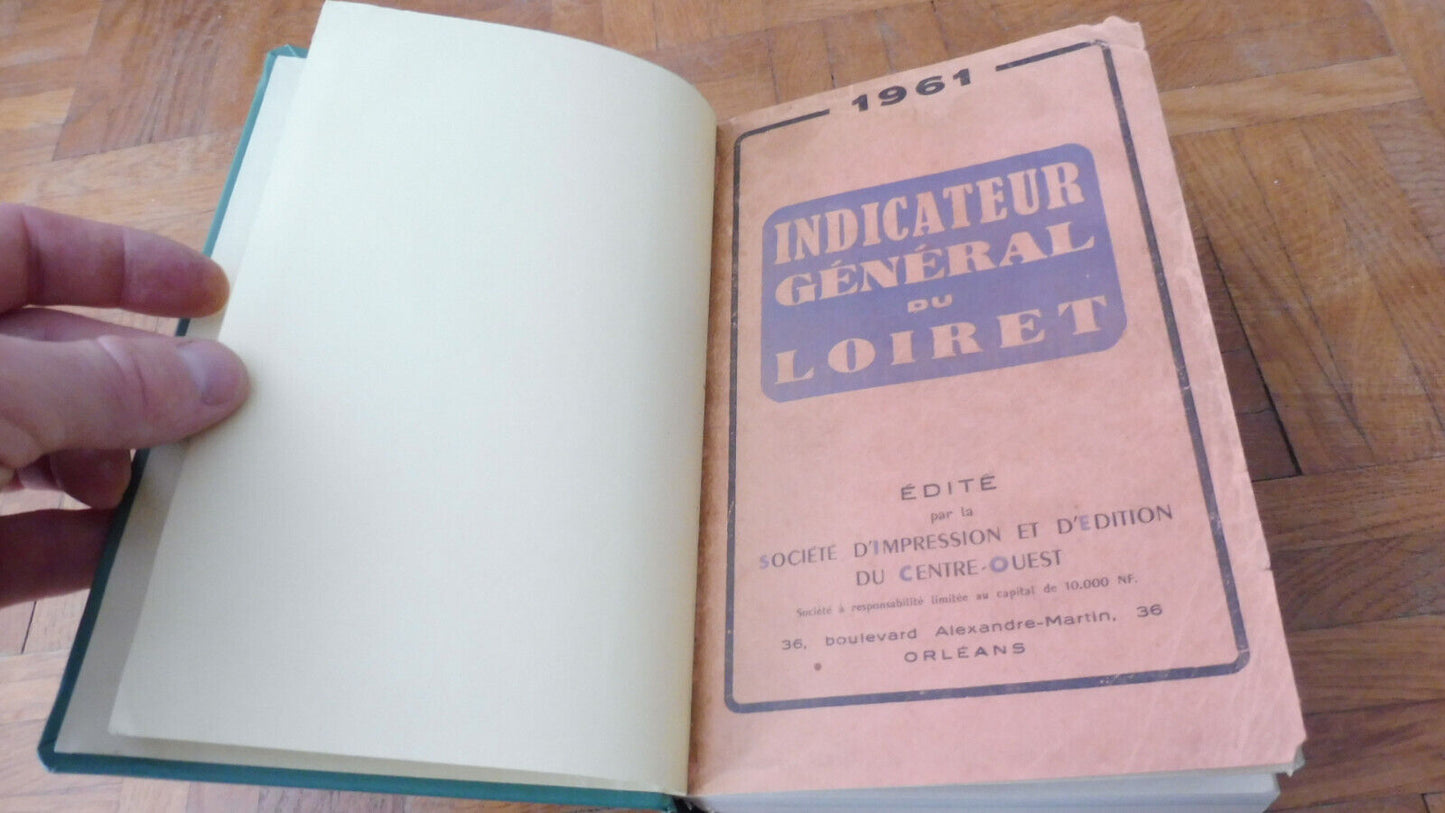 1961
INDICATEUR
GÉNÉRAL
DU
LOIRET
ÉDITÉ
par la
SOCIÉTÉ D'IMPRESSION ET D'EDITION
DU CENTRE-OUEST
Société à responsabilité limitée au capital de 10.000 NF.
36, boulevard Alexandre-Martin, 36
ORLÉANS